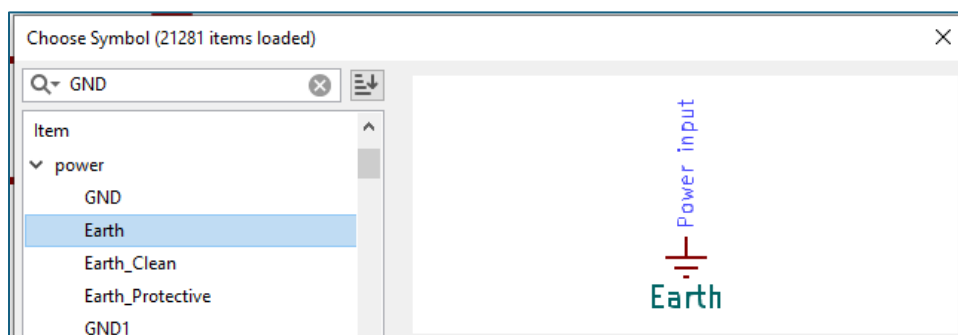 Choose Symbol (21281 items loaded)
GND
Item
power
GND
Earth
Earth_Clean
Earth_Protective
GND1
Power input
Earth